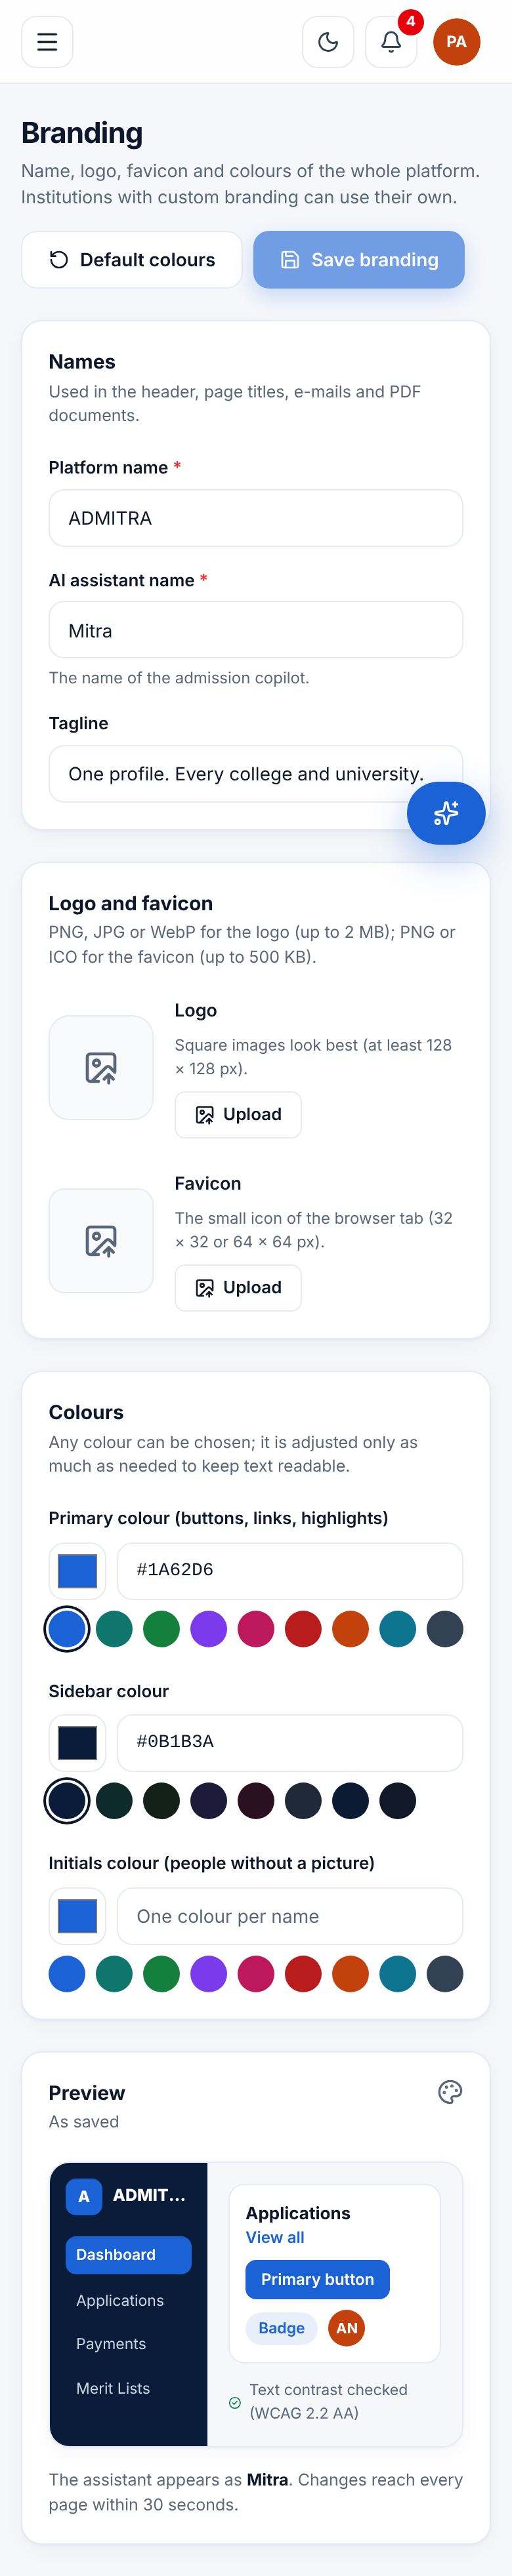 4
PA
Branding
Name, logo, favicon and colours of the whole platform.
Institutions with custom branding can use their own.
Default colours
Save branding
Names
Used in the header, page titles, e-mails and PDF
documents.
Platform name *
ADMITRA
AI assistant name *
Mitra
The name of the admission copilot.
Tagline
One profile. Every college and university.
Logo and favicon
PNG, JPG or WebP for the logo (up to 2 MB); PNG or
ICO for the favicon (up to 500 KB).
Logo
Square images look best (at least 128
× 128 px).
Upload
Favicon
The small icon of the browser tab (32
× 32 or 64 × 64 px).
Upload
Colours
Any colour can be chosen; it is adjusted only as
much as needed to keep text readable.
Primary colour (buttons, links, highlights)
#1A62D6
Sidebar colour
#0B1B3A
Initials colour (people without a picture)
One colour per name
Preview
As saved
A
ADMIT...
Dashboard
Applications
Payments
Merit Lists
Applications
View all
Primary button
Badge
AN
Text contrast checked
(WCAG 2.2 AA)
The assistant appears as Mitra. Changes reach every
page within 30 seconds.